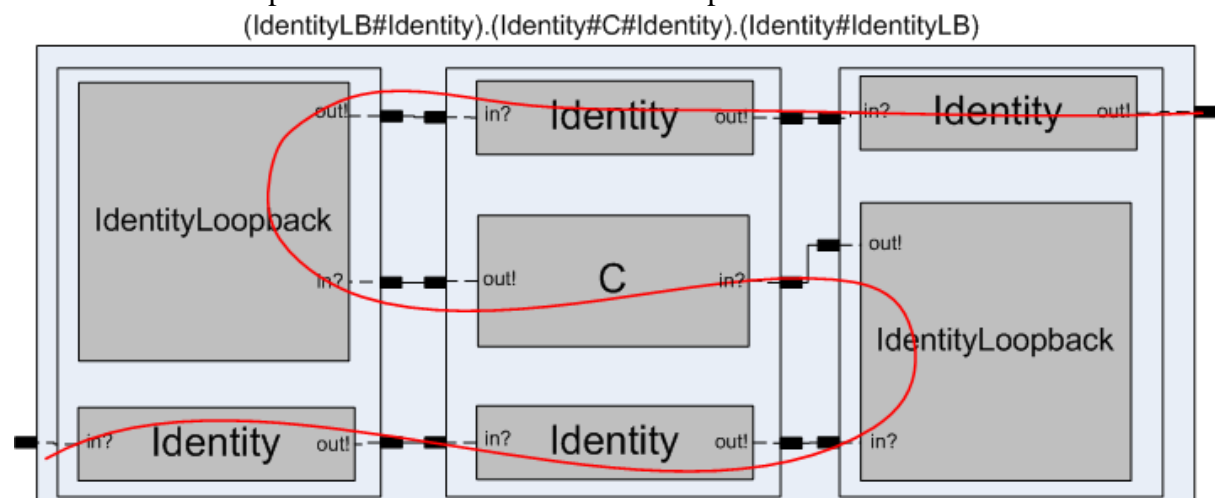 (IdentityLB#Identity).(Identity#C#Identity).(Identity#IdentityLB)
out! in? Identity out! in? Identity out!
IdentityLoopback
in? out! C in? out!
IdentityLoopback
in? Identity out! in? Identity out! in?